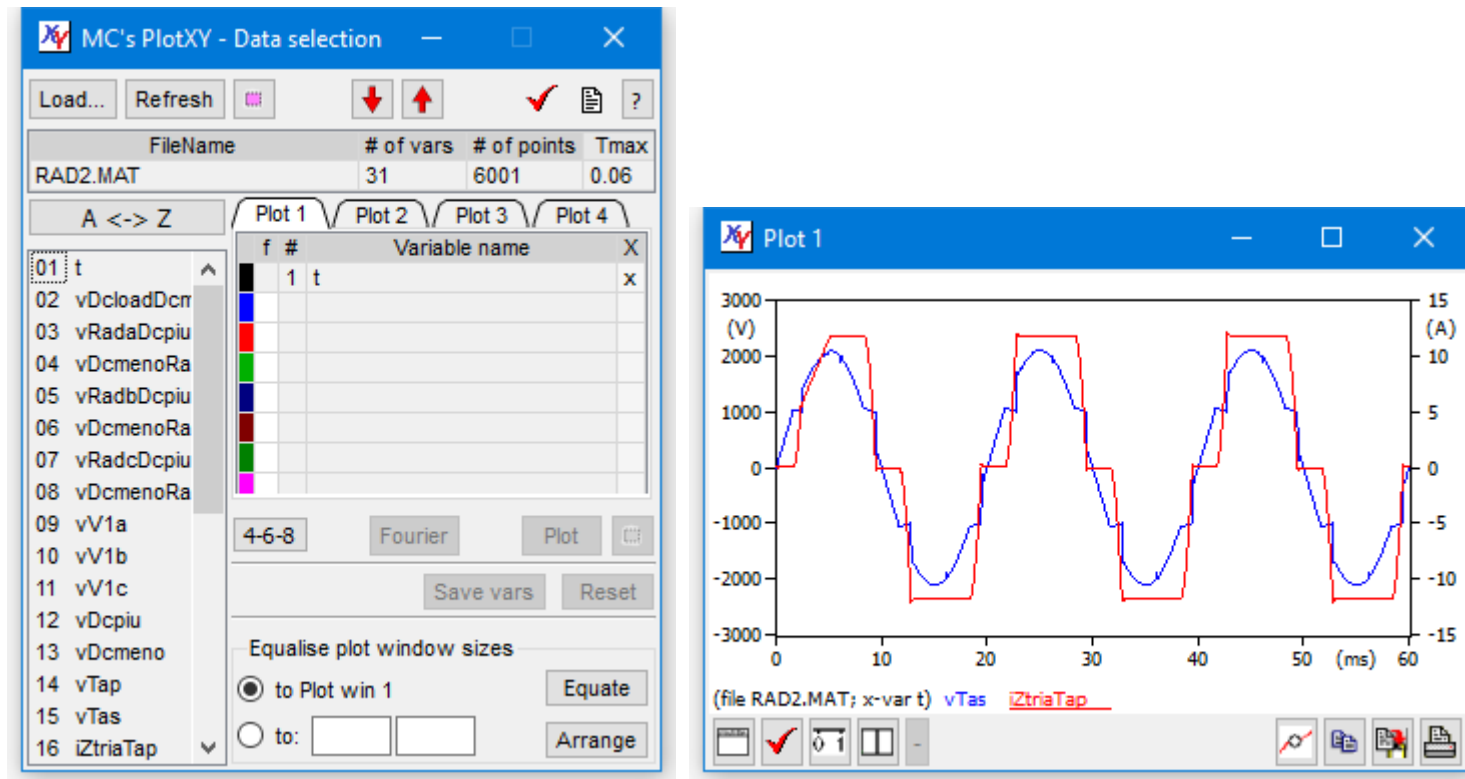 MC's PlotXY - Data selection
Load... Refresh ?
FileName # of vars # of points Tmax
RAD2.MAT 31 6001 0.06
A <-> Z
01 t
02 vDcloadDcm
03 vRadaDcpiu
04 vDcmenoRa
05 vRadbDcpiu
06 vDcmenoRa
07 vRadcDcpiu
08 vDcmenoRa
09 vV1a
10 vV1b
11 vV1c
12 vDcpiu
13 vDcmeno
14 vTap
15 vTas
16 iZtriaTap
Plot 1 Plot 2 Plot 3 Plot 4
f # Variable name X
1 t x
4-6-8 Fourier Plot
Save vars Reset
Equalise plot window sizes
to Plot win 1 Equate
to: Arrange
XY Plot 1
3000 15
(V) (A)
2000 10
1000 5
0 0
-1000 -5
-2000 -10
-3000 -15
0 10 20 30 40 50 (ms) 60
(file RAD2.MAT; x-var t) vTas iZtriaTap
0 1 -